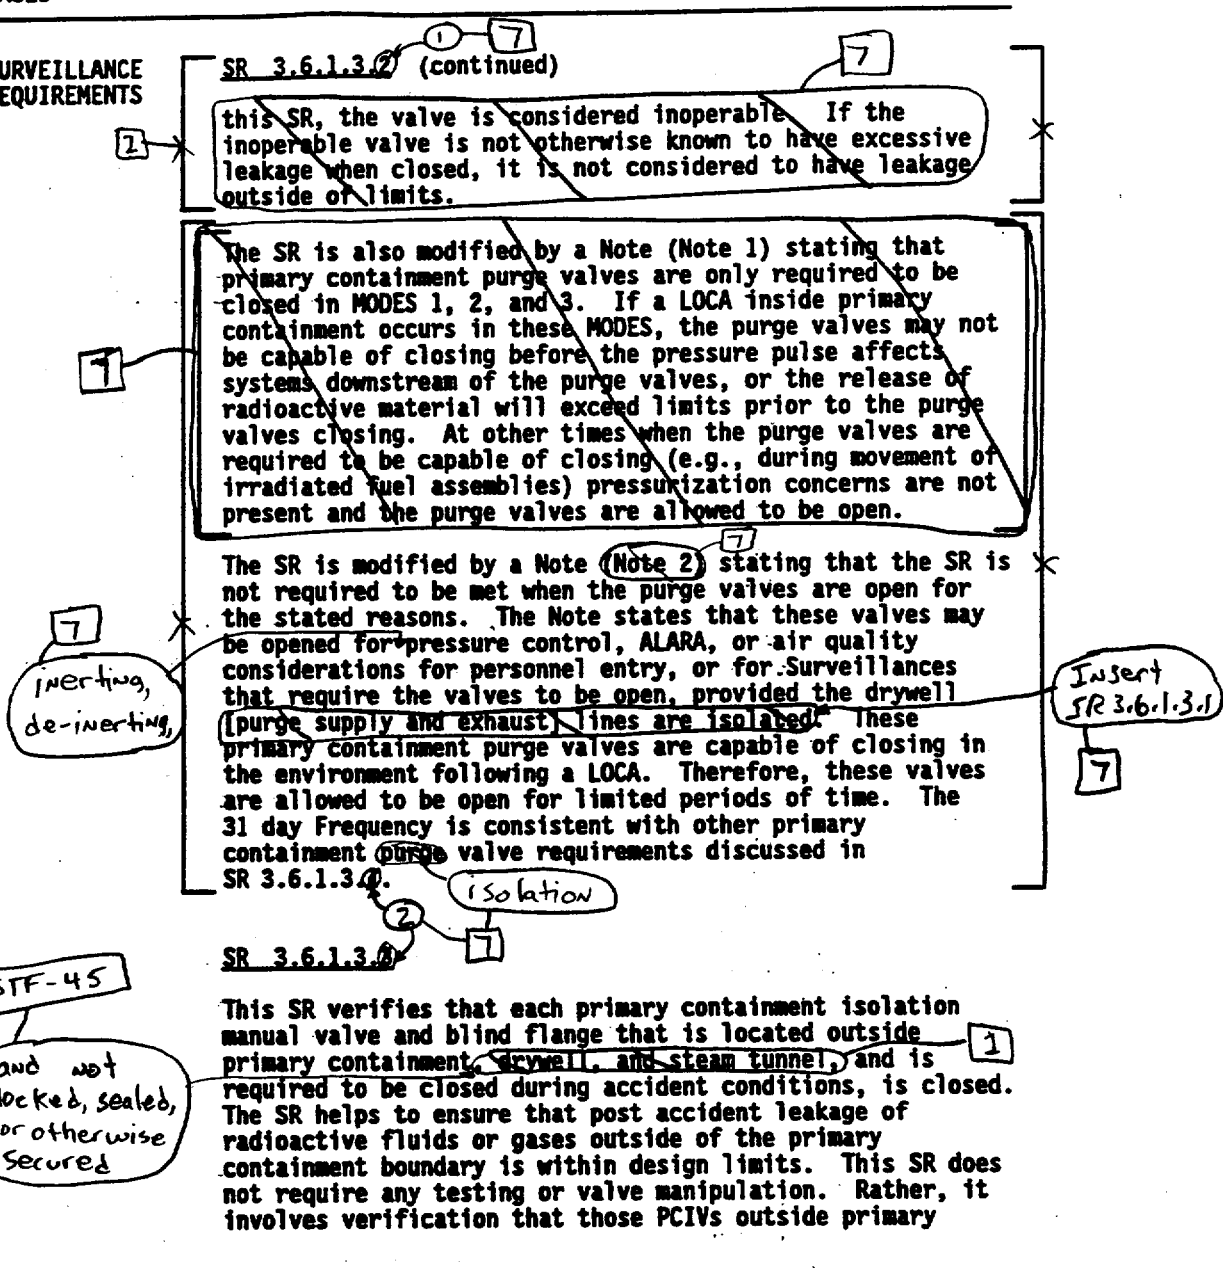 URVEILLANCE
EQUIREMENTS
SR 3.6.1.3.2 (continued)
1
7
7
this SR, the valve is considered inoperable. If the
inoperable valve is not otherwise known to have excessive
leakage when closed, it is not considered to have leakage
outside of limits.
2
The SR is also modified by a Note (Note 1) stating that
primary containment purge valves are only required to be
closed in MODES 1, 2, and 3. If a LOCA inside primary
containment occurs in these MODES, the purge valves may not
be capable of closing before the pressure pulse affects
systems downstream of the purge valves, or the release of
radioactive material will exceed limits prior to the purge
valves closing. At other times when the purge valves are
required to be capable of closing (e.g., during movement of
irradiated fuel assemblies) pressurization concerns are not
present and the purge valves are allowed to be open.
7
The SR is modified by a Note (Note 2) stating that the SR is
not required to be met when the purge valves are open for
the stated reasons. The Note states that these valves may
be opened for pressure control, ALARA, or air quality
considerations for personnel entry, or for Surveillances
that require the valves to be open, provided the drywell
[purge supply and exhaust] lines are isolated. These
primary containment purge valves are capable of closing in
the environment following a LOCA. Therefore, these valves
are allowed to be open for limited periods of time. The
31 day Frequency is consistent with other primary
containment purge valve requirements discussed in
SR 3.6.1.3.
7
inerting,
de-inerting,
Insert
SR 3.6.1.3.1
7
isolation
2
7
SR 3.6.1.3.3
STF-45
and not
locked, sealed,
or otherwise
secured
This SR verifies that each primary containment isolation
manual valve and blind flange that is located outside
primary containment, drywell, and steam tunnel, and is
required to be closed during accident conditions, is closed.
The SR helps to ensure that post accident leakage of
radioactive fluids or gases outside of the primary
containment boundary is within design limits. This SR does
not require any testing or valve manipulation. Rather, it
involves verification that those PCIVs outside primary
1